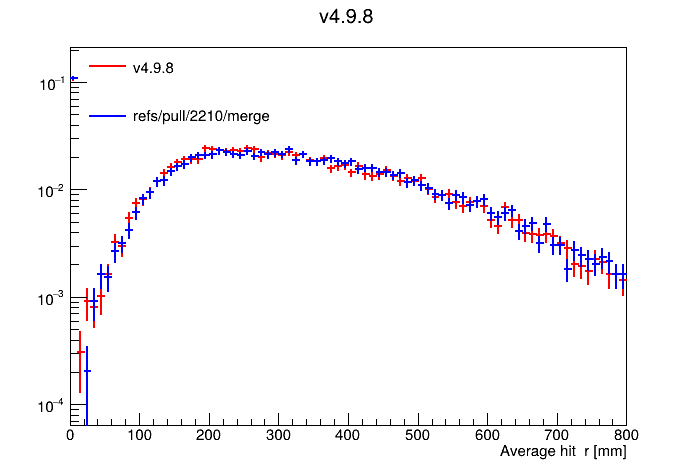 v4.9.8
v4.9.8
refs/pull/2210/merge
10⁻¹
10⁻²
10⁻³
10⁻⁴
0 100 200 300 400 500 600 700 800
Average hit r [mm]